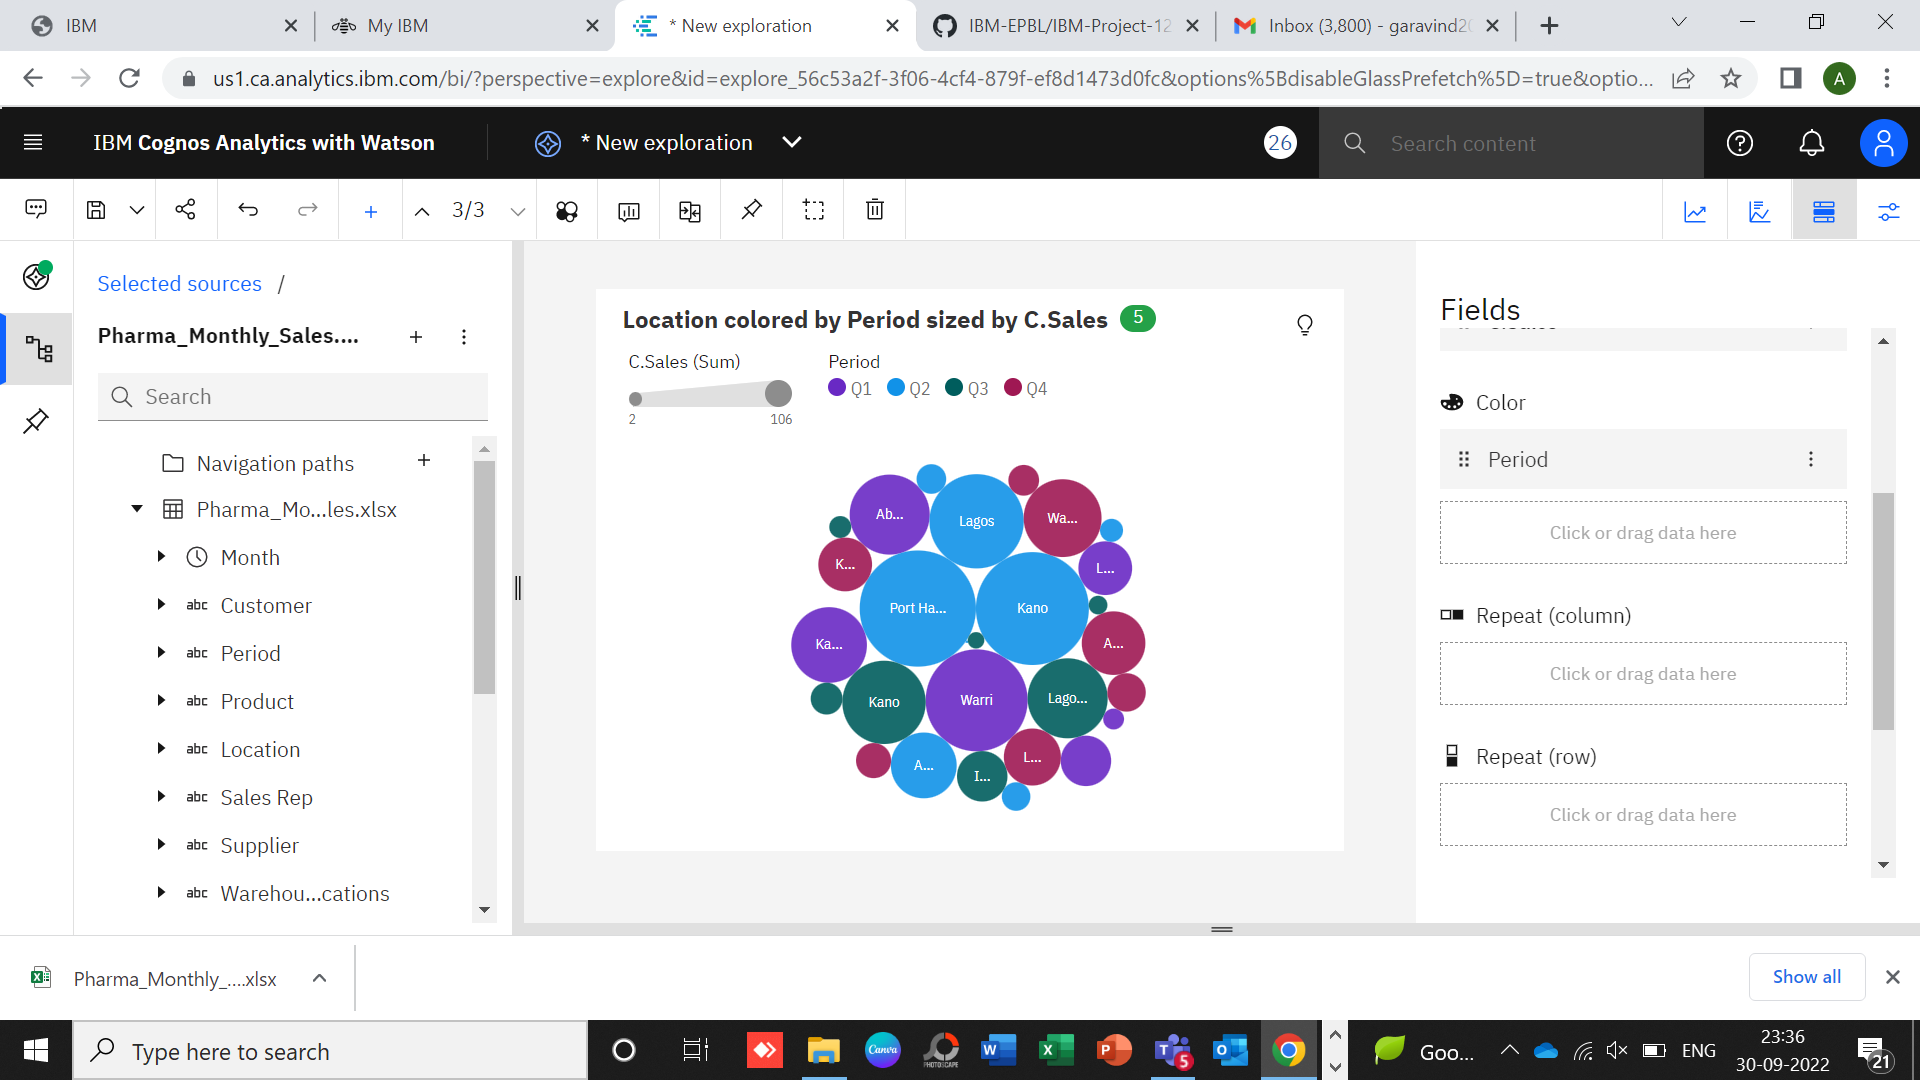 IBM
My IBM
* New exploration
IBM-EPBL/IBM-Project-12
Inbox (3,800) - garavind20
us1.ca.analytics.ibm.com/bi/?perspective=explore&id=explore_56c53a2f-3f06-4cf4-879f-ef8d1473d0fc&options%5BdisableGlassPrefetch%5D=true&optio...
A
IBM Cognos Analytics with Watson
* New exploration
26
Search content
3/3
Selected sources /
Pharma_Monthly_Sales....
Search
Navigation paths
Pharma_Mo...les.xlsx
Month
abc Customer
abc Period
abc Product
abc Location
abc Sales Rep
abc Supplier
abc Warehou...cations
Location colored by Period sized by C.Sales 5
C.Sales (Sum)
2 106
Period
Q1 Q2 Q3 Q4
Ab...
Lagos
Wa...
K...
L...
Port Ha...
Kano
Ka...
A...
Kano
Warri
Lago...
A...
I...
L...
Fields
Color
Period
Click or drag data here
Repeat (column)
Click or drag data here
Repeat (row)
Click or drag data here
Pharma_Monthly_....xlsx
Show all
Type here to search
Canva
PHOTOSCAPE
5
Goo...
ENG
23:36
30-09-2022
21